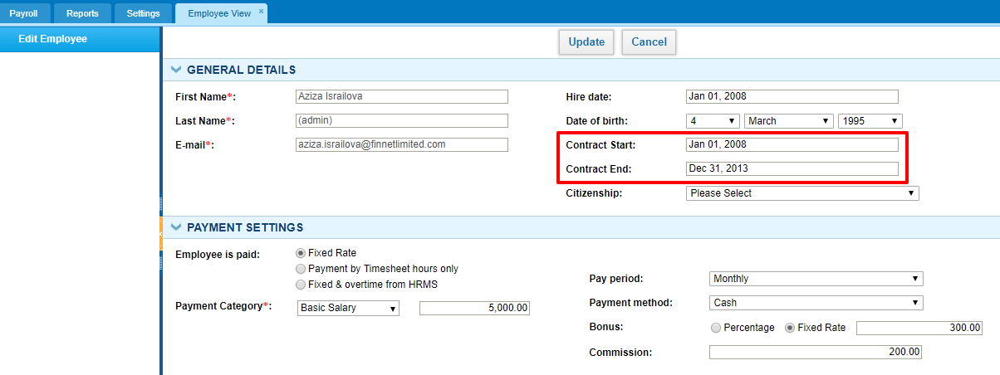 Payroll Reports Settings Employee View ×
Edit Employee
Update Cancel
GENERAL DETAILS
First Name*: Aziza Israilova Hire date: Jan 01, 2008
Last Name*: (admin) Date of birth: 4 March 1995
E-mail*: aziza.israilova@finnetlimited.com Contract Start: Jan 01, 2008
Contract End: Dec 31, 2013
Citizenship: Please Select
PAYMENT SETTINGS
Employee is paid: Fixed Rate
Payment by Timesheet hours only
Fixed & overtime from HRMS
Payment Category*: Basic Salary 5,000.00
Pay period: Monthly
Payment method: Cash
Bonus: Percentage Fixed Rate 300.00
Commission: 200.00